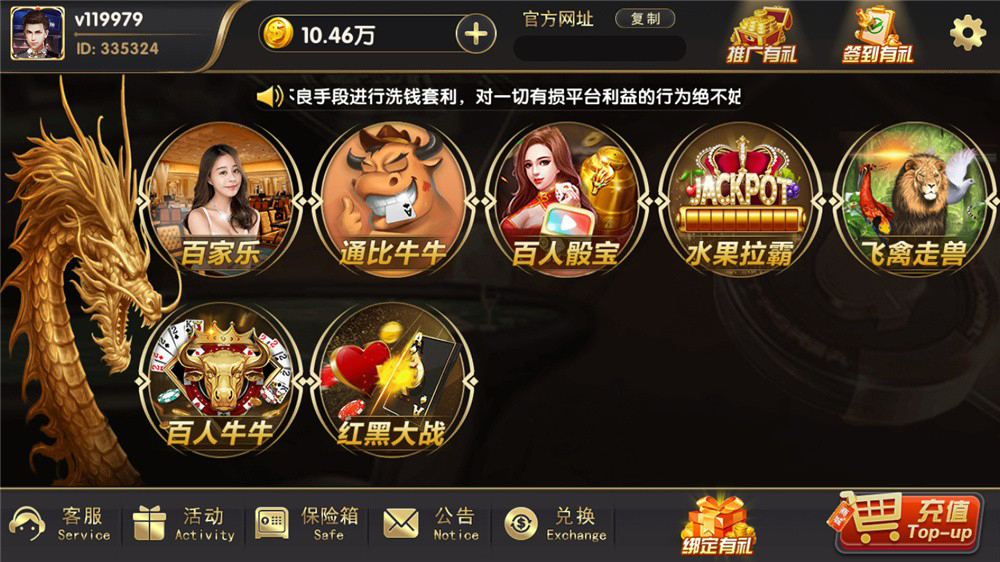 v119979
ID: 335324
10.46万
官方网址
复制
推广有礼
签到有礼
良手段进行洗钱套利，对一切有损平台利益的行为绝不
百家乐
通比牛牛
百人骰宝
JACKPOT
水果拉霸
飞禽走兽
百人牛牛
红黑大战
客服
Service
活动
Activity
保险箱
Safe
公告
Notice
兑换
Exchange
绑定有礼
充值
Top-up